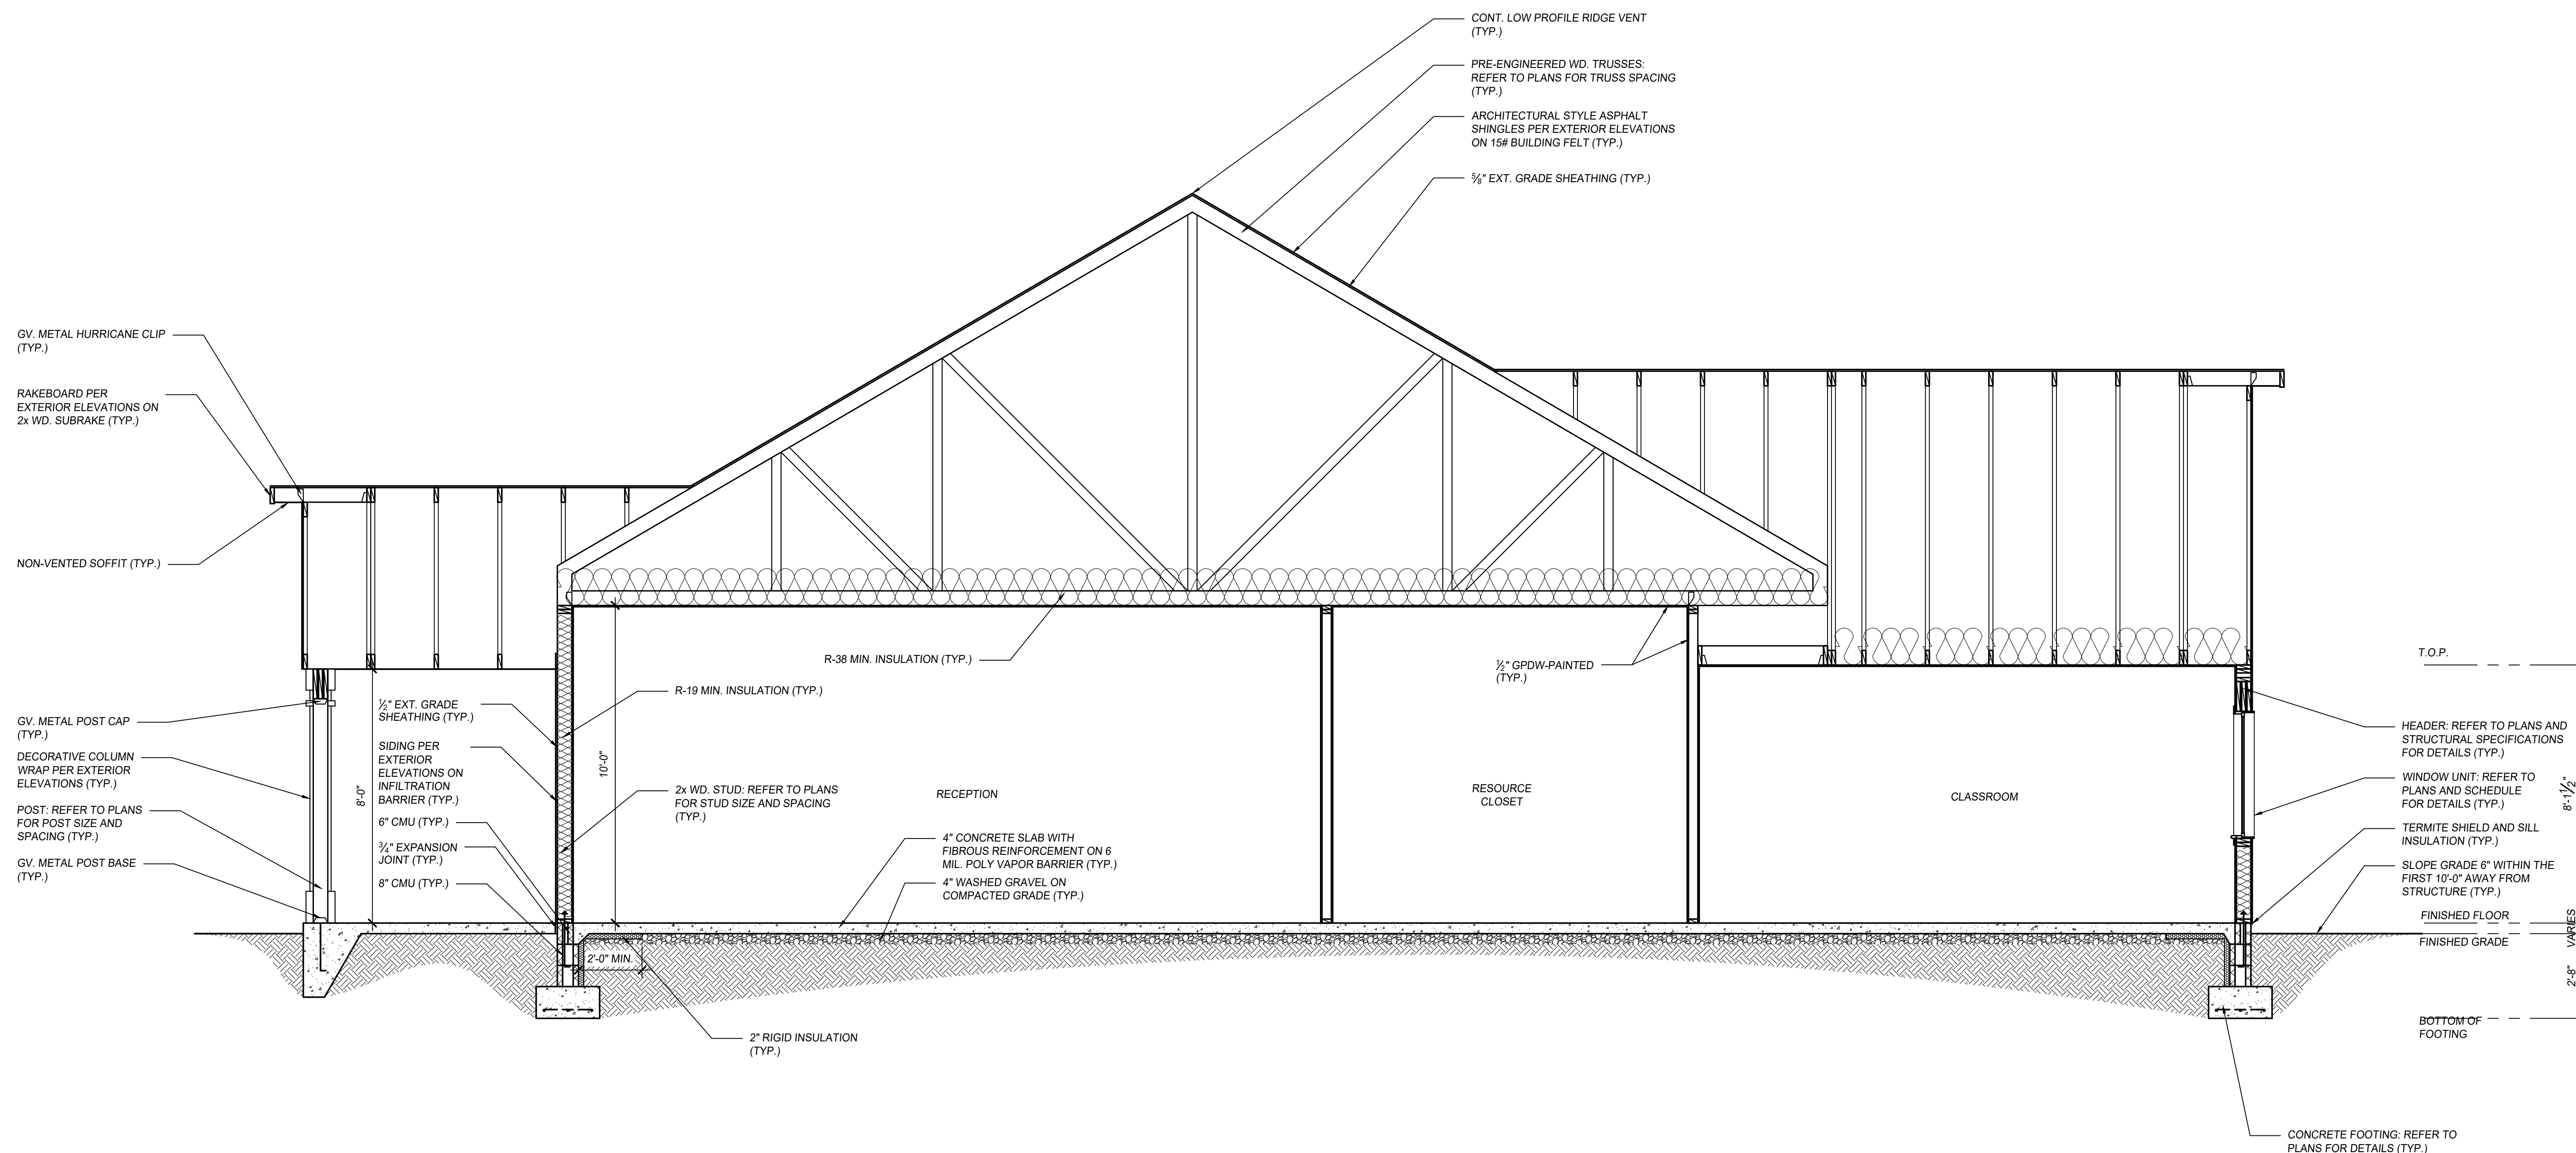 CONT. LOW PROFILE RIDGE VENT
(TYP.)
PRE-ENGINEERED WD. TRUSSES:
REFER TO PLANS FOR TRUSS SPACING
(TYP.)
ARCHITECTURAL STYLE ASPHALT
SHINGLES PER EXTERIOR ELEVATIONS
ON 15# BUILDING FELT (TYP.)
⅝" EXT. GRADE SHEATHING (TYP.)
GV. METAL HURRICANE CLIP
(TYP.)
RAKEBOARD PER
EXTERIOR ELEVATIONS ON
2x WD. SUBRAKE (TYP.)
NON-VENTED SOFFIT (TYP.)
GV. METAL POST CAP
(TYP.)
DECORATIVE COLUMN
WRAP PER EXTERIOR
ELEVATIONS (TYP.)
POST: REFER TO PLANS
FOR POST SIZE AND
SPACING (TYP.)
GV. METAL POST BASE
(TYP.)
8'-0"
½" EXT. GRADE
SHEATHING (TYP.)
SIDING PER
EXTERIOR
ELEVATIONS ON
INFILTRATION
BARRIER (TYP.)
6" CMU (TYP.)
¾" EXPANSION
JOINT (TYP.)
8" CMU (TYP.)
10'-0"
R-38 MIN. INSULATION (TYP.)
R-19 MIN. INSULATION (TYP.)
2x WD. STUD: REFER TO PLANS
FOR STUD SIZE AND SPACING
(TYP.)
RECEPTION
4" CONCRETE SLAB WITH
FIBROUS REINFORCEMENT ON 6
MIL. POLY VAPOR BARRIER (TYP.)
4" WASHED GRAVEL ON
COMPACTED GRADE (TYP.)
2'-0" MIN.
2" RIGID INSULATION
(TYP.)
½" GPDW-PAINTED
(TYP.)
RESOURCE
CLOSET
CLASSROOM
T.O.P.
HEADER: REFER TO PLANS AND
STRUCTURAL SPECIFICATIONS
FOR DETAILS (TYP.)
WINDOW UNIT: REFER TO
PLANS AND SCHEDULE
FOR DETAILS (TYP.)
TERMITE SHIELD AND SILL
INSULATION (TYP.)
SLOPE GRADE 6" WITHIN THE
FIRST 10'-0" AWAY FROM
STRUCTURE (TYP.)
FINISHED FLOOR
FINISHED GRADE
BOTTOM OF
FOOTING
8'-1½"
VARIES
2'-8"
CONCRETE FOOTING: REFER TO
PLANS FOR DETAILS (TYP.)